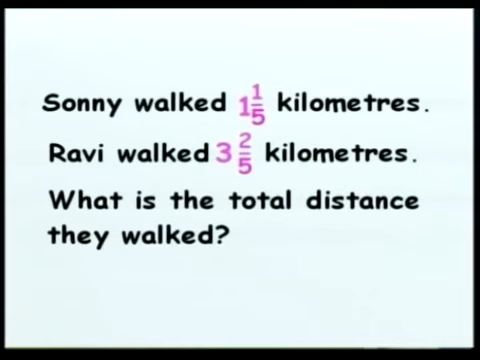 Sonny walked 1 1/5 kilometres.
Ravi walked 3 2/5 kilometres.
What is the total distance
they walked?